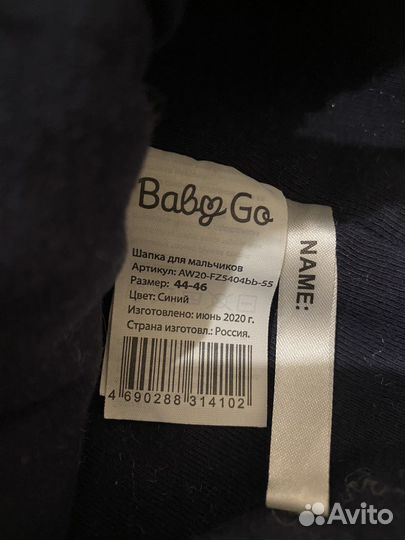 Baby Go
Шапка для мальчиков
Артикул: AW20-FZ5404bb-55
Размер: 44-46
Цвет: Синий
Изготовлено: июнь 2020 г.
Страна изготовл.: Россия.
4 690288 314102
NAME:
Avito